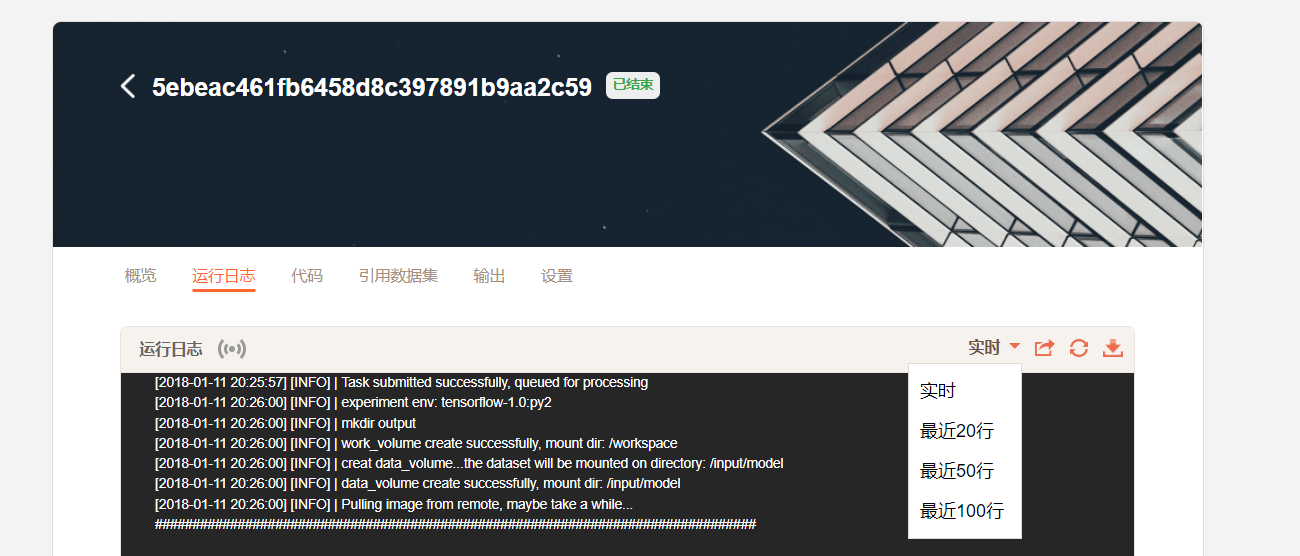 5ebeac461fb6458d8c397891b9aa2c59 已结束
概览 运行日志 代码 引用数据集 输出 设置
运行日志 实时
[2018-01-11 20:25:57] [INFO] | Task submitted successfully, queued for processing
[2018-01-11 20:26:00] [INFO] | experiment env: tensorflow-1.0:py2
[2018-01-11 20:26:00] [INFO] | mkdir output
[2018-01-11 20:26:00] [INFO] | work_volume create successfully, mount dir: /workspace
[2018-01-11 20:26:00] [INFO] | creat data_volume...the dataset will be mounted on directory: /input/model
[2018-01-11 20:26:00] [INFO] | data_volume create successfully, mount dir: /input/model
[2018-01-11 20:26:00] [INFO] | Pulling image from remote, maybe take a while...
################################################################################
实时
最近20行
最近50行
最近100行